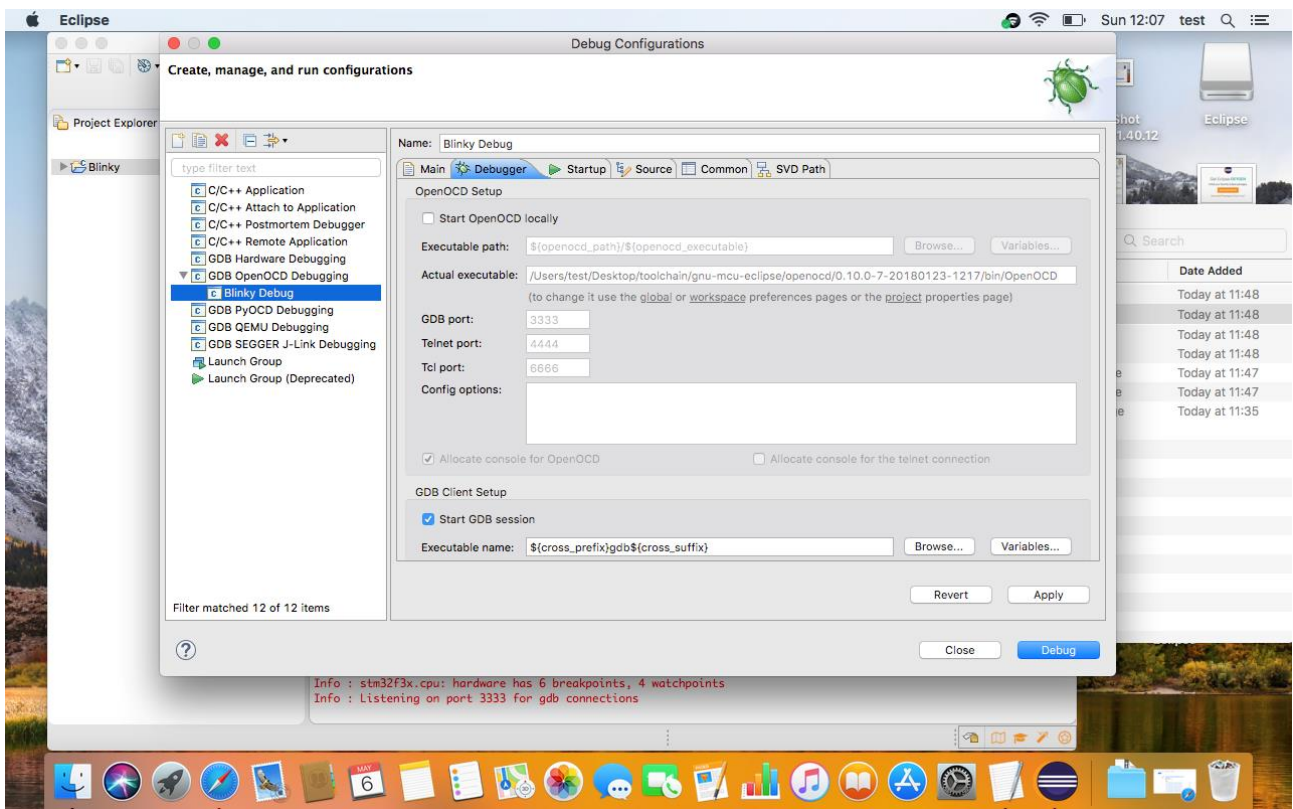 Eclipse
Sun 12:07 test
Debug Configurations
Create, manage, and run configurations
Project Explorer
Blinky
type filter text
C/C++ Application
C/C++ Attach to Application
C/C++ Postmortem Debugger
C/C++ Remote Application
GDB Hardware Debugging
GDB OpenOCD Debugging
Blinky Debug
GDB PyOCD Debugging
GDB QEMU Debugging
GDB SEGGER J-Link Debugging
Launch Group
Launch Group (Deprecated)
Filter matched 12 of 12 items
Name: Blinky Debug
Main Debugger Startup Source Common SVD Path
OpenOCD Setup
Start OpenOCD locally
Executable path: ${openocd_path}/${openocd_executable} Browse... Variables...
Actual executable: /Users/test/Desktop/toolchain/gnu-mcu-eclipse/openocd/0.10.0-7-20180123-1217/bin/OpenOCD
(to change it use the global or workspace preferences pages or the project properties page)
GDB port: 3333
Telnet port: 4444
Tcl port: 6666
Config options:
Allocate console for OpenOCD Allocate console for the telnet connection
GDB Client Setup
Start GDB session
Executable name: ${cross_prefix}gdb${cross_suffix} Browse... Variables...
Revert Apply
Close Debug
Info : stm32f3x.cpu: hardware has 6 breakpoints, 4 watchpoints
Info : Listening on port 3333 for gdb connections
shot
1.40.12
Eclipse
Search
Date Added
Today at 11:48
Today at 11:48
Today at 11:48
Today at 11:48
e Today at 11:47
e Today at 11:47
e Today at 11:35
MAY
6